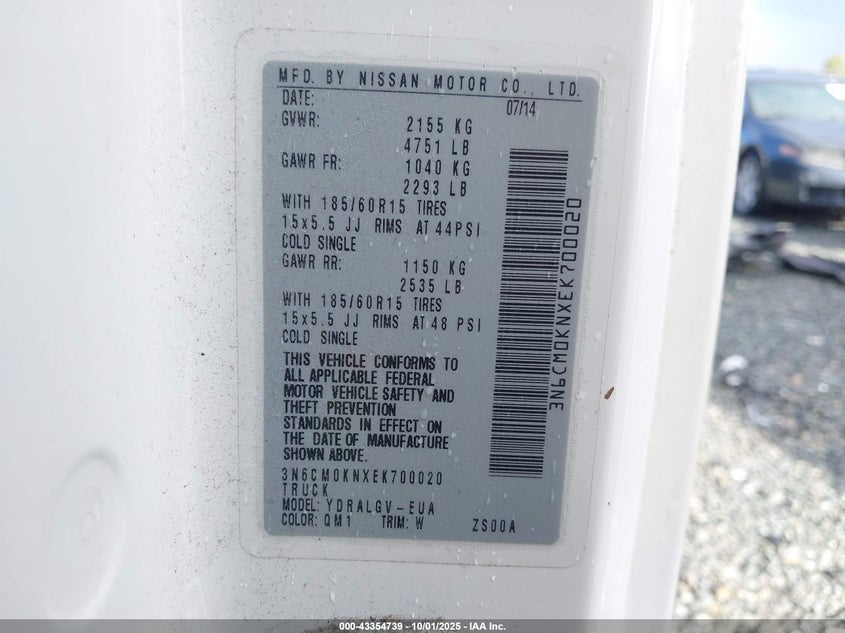 MFD. BY NISSAN MOTOR CO., LTD.
DATE: 07/14
GVWR: 2155 KG
4751 LB
GAWR FR: 1040 KG
2293 LB
WITH 185/60R15 TIRES
15x5.5 JJ RIMS AT 44PSI
COLD SINGLE
GAWR RR: 1150 KG
2535 LB
WITH 185/60R15 TIRES
15x5.5 JJ RIMS AT 48 PSI
COLD SINGLE
THIS VEHICLE CONFORMS TO
ALL APPLICABLE FEDERAL
MOTOR VEHICLE SAFETY AND
THEFT PREVENTION
STANDARDS IN EFFECT ON
THE DATE OF MANUFACTURE
SHOWN ABOVE.
3N6CM0KNXEK700020
TRUCK
MODEL: YDRALGV-EUA
COLOR: QM1 TRIM: W ZS00A
3N6CM0KNXEK700020
000-43354739 - 10/01/2025 - IAA Inc.